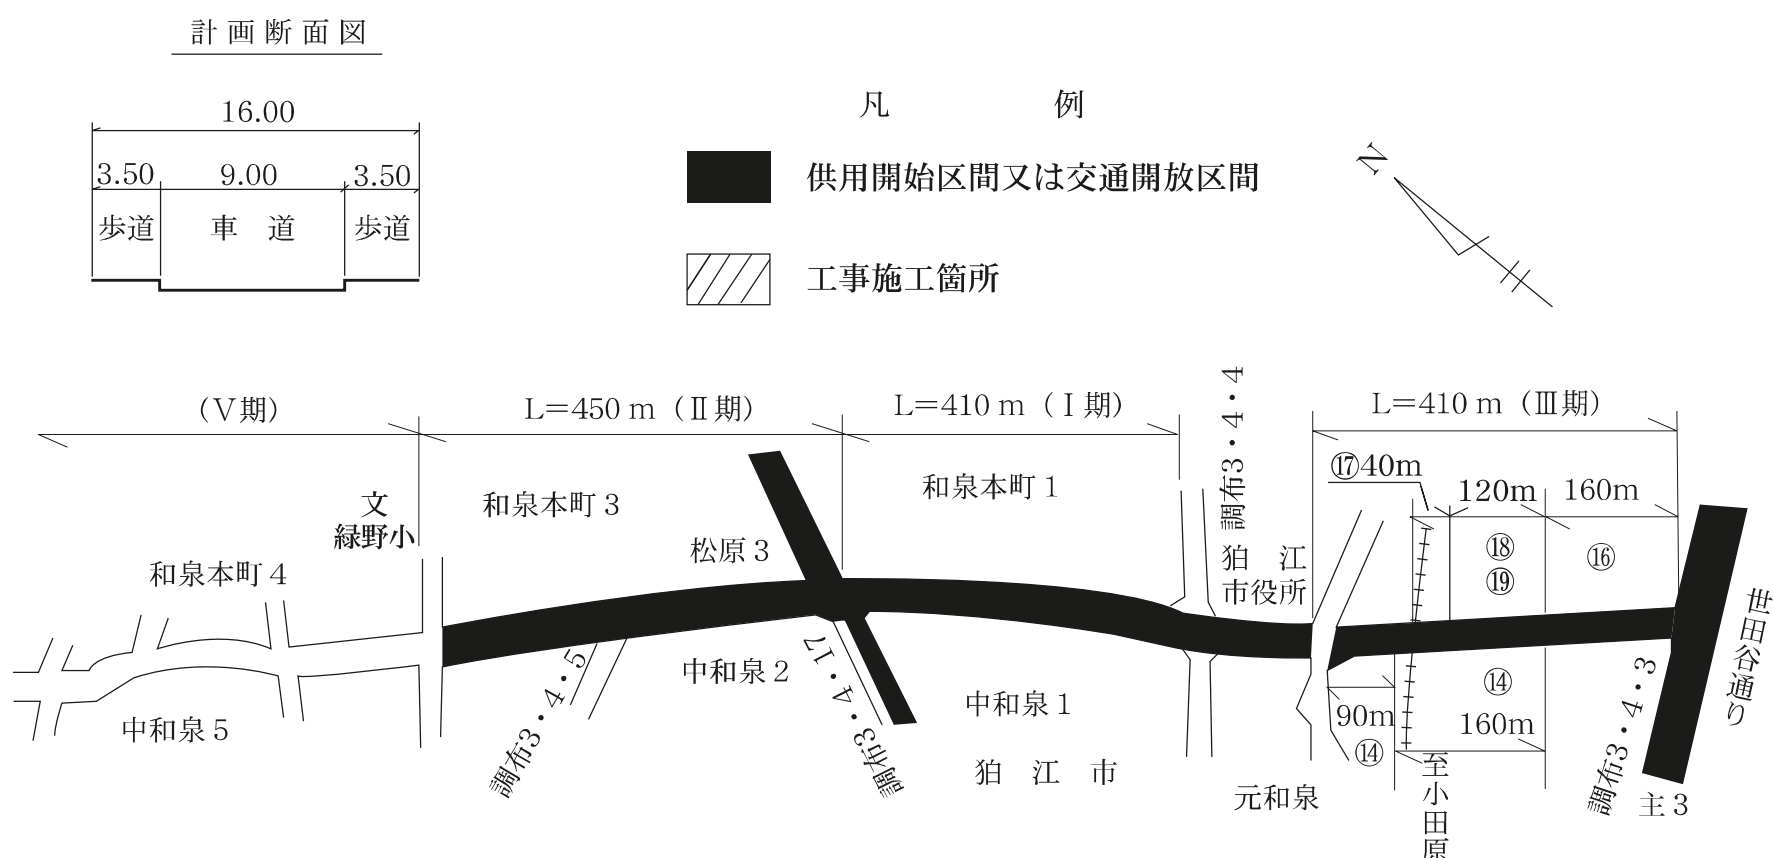 計画断面図
16.00
3.50 9.00 3.50
歩道 車 道 歩道
凡 例
供用開始区間又は交通開放区間
工事施工箇所
N
(Ⅴ期)
L=450 m (Ⅱ期)
L=410 m (Ⅰ期)
調布3・4・4
L=410 m (Ⅲ期)
⑰40m
120m
160m
文
緑野小
和泉本町 3
和泉本町 1
松原 3
狛 江
市役所
⑱
⑲
⑯
和泉本町 4
世田谷通り
中和泉 5
調布3・4・5
中和泉 2
調布3・4・17
中和泉 1
狛 江 市
元和泉
90m
⑭
⑭
160m
至小田原
調布3・4・3
主 3